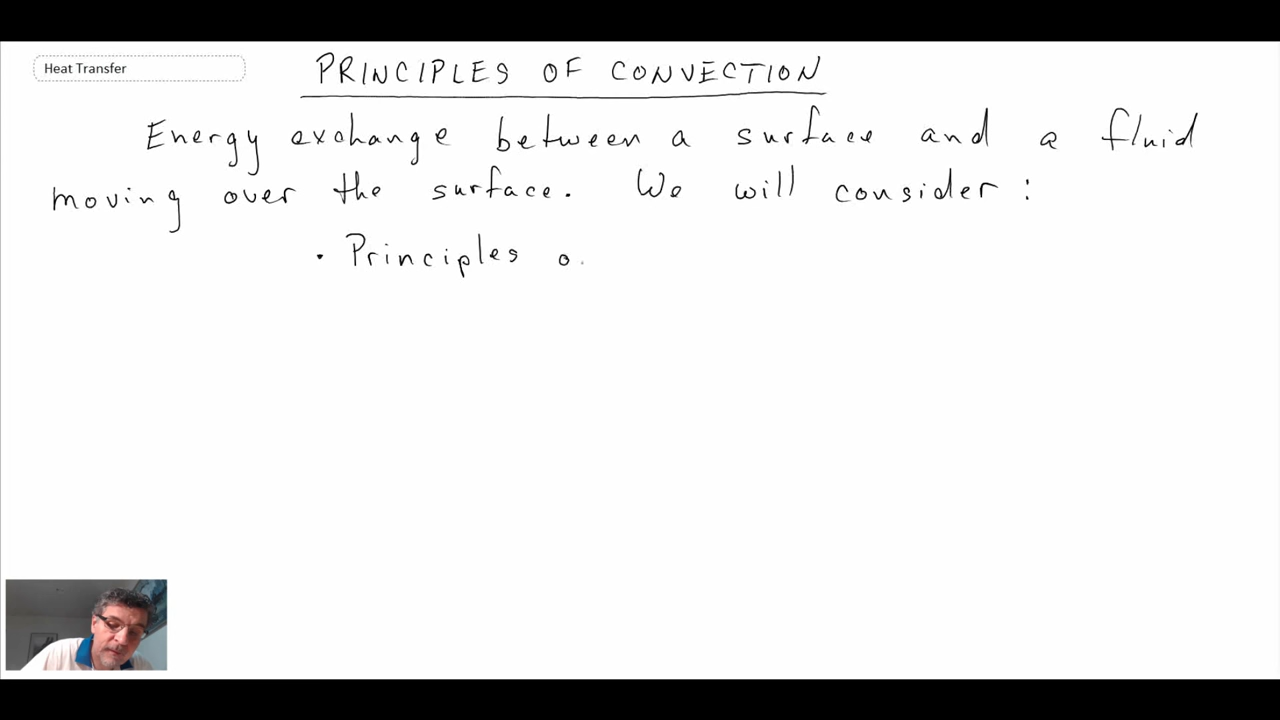 Heat Transfer
PRINCIPLES OF CONVECTION
Energy exchange between a surface and a fluid
moving over the surface. We will consider :
· Principles o